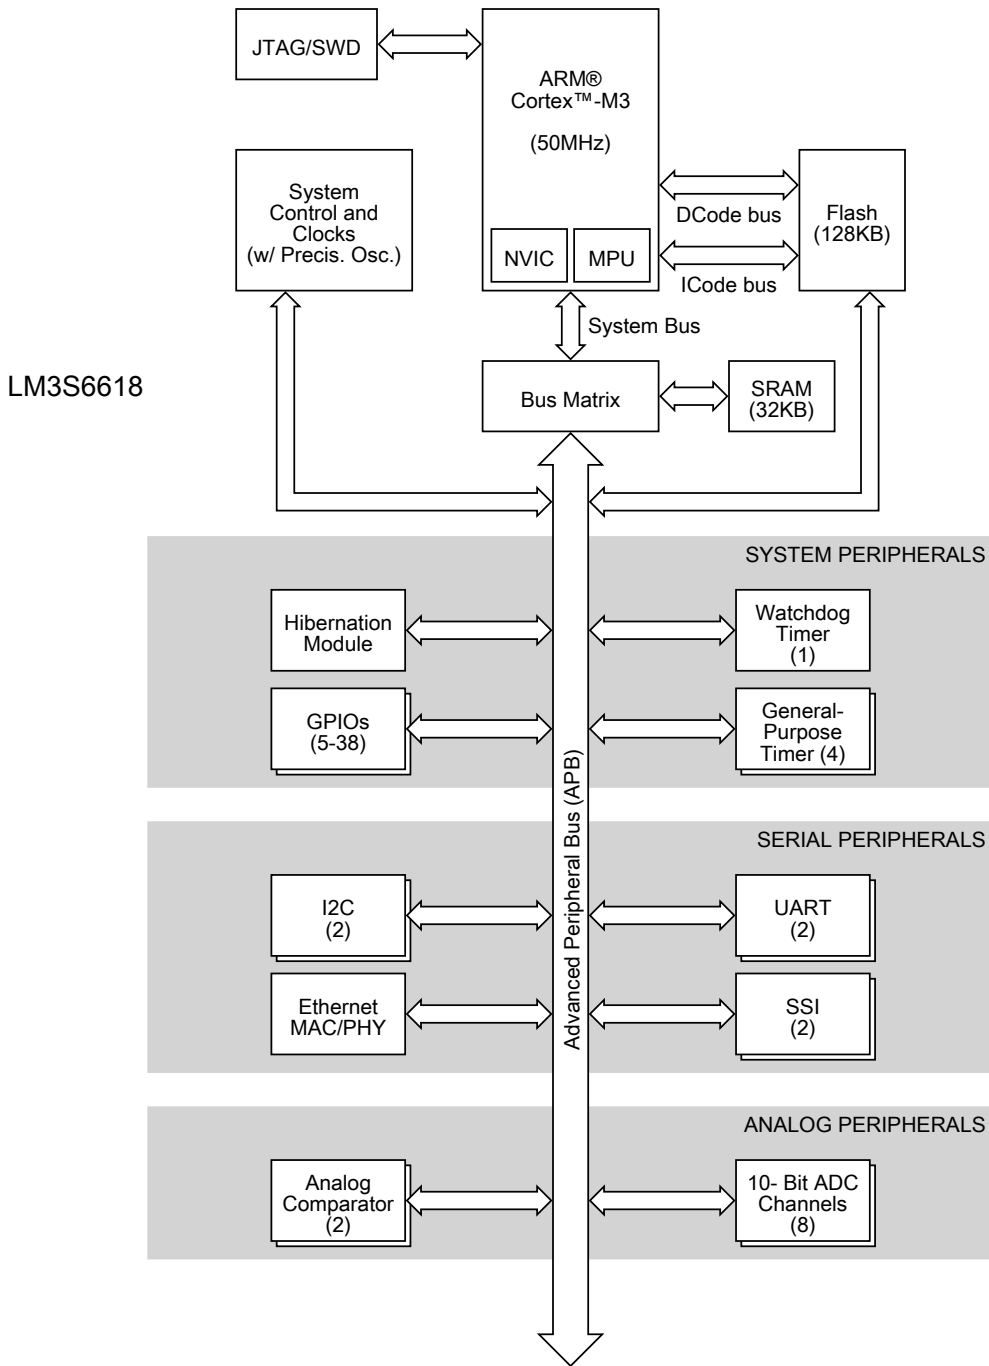 JTAG/SWD
ARM®
Cortex™-M3
(50MHz)
System
Control and
Clocks
(w/ Precis. Osc.)
DCode bus
Flash
(128KB)
NVIC
MPU
ICode bus
System Bus
LM3S6618
Bus Matrix
SRAM
(32KB)
SYSTEM PERIPHERALS
Hibernation
Module
Watchdog
Timer
(1)
GPIOs
(5-38)
General-
Purpose
Timer (4)
Advanced Peripheral Bus (APB)
SERIAL PERIPHERALS
I2C
(2)
UART
(2)
Ethernet
MAC/PHY
SSI
(2)
ANALOG PERIPHERALS
Analog
Comparator
(2)
10- Bit ADC
Channels
(8)